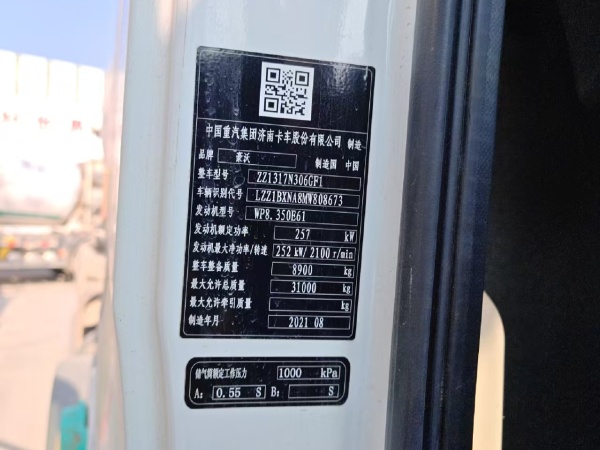 中国重汽集团济南卡车股份有限公司 制造
品牌 豪沃 制造国 中国
整车型号 ZZ1317N306GF1
车辆识别代号 LZZ1BXNA8MW808673
发动机型号 WP8.350E61
发动机额定功率 257 kW
发动机最大净功率/转速 252 kW/2100 r/min
整车整备质量 8900 kg
最大允许总质量 31000 kg
最大允许牵引质量 kg
制造年月 2021 08
储气筒额定工作压力 1000 kPa
A: 0.55 S B: S